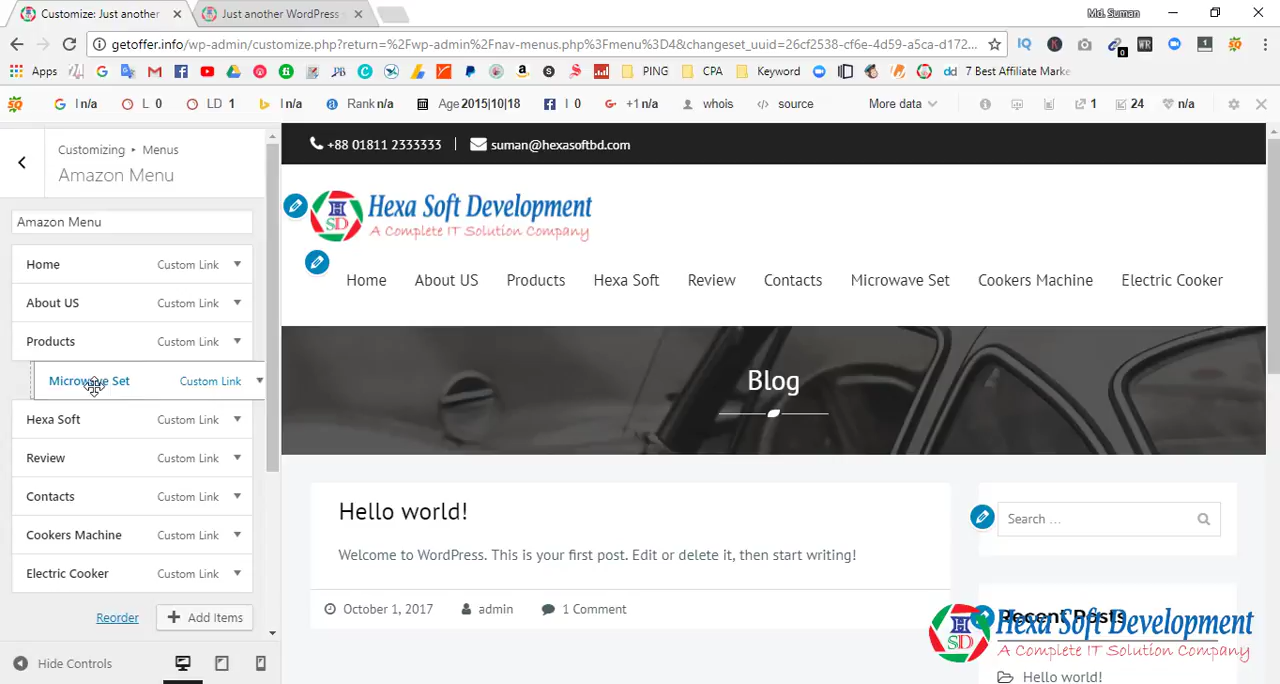 Customize: Just another
Just another WordPress
Md. Suman
getoffer.info/wp-admin/customize.php?return=%2Fwp-admin%2Fnav-menus.php%3Fmenu%3D4&changeset_uuid=26cf2538-cf6e-4d59-a5ca-d172...
Apps
PING
CPA
Keyword
7 Best Affiliate Marke
I n/a
L 0
LD 1
I n/a
Rank n/a
Age 2015|10|18
I 0
+1 n/a
whois
source
More data
1
24
n/a
Customizing ▸ Menus
Amazon Menu
Amazon Menu
Home Custom Link
About US Custom Link
Products Custom Link
Microwave Set Custom Link
Hexa Soft Custom Link
Review Custom Link
Contacts Custom Link
Cookers Machine Custom Link
Electric Cooker Custom Link
Reorder
Add Items
Hide Controls
+88 01811 2333333
suman@hexasoftbd.com
HSD
Hexa Soft Development
A Complete IT Solution Company
Home About US Products Hexa Soft Review Contacts Microwave Set Cookers Machine Electric Cooker
Blog
Hello world!
Welcome to WordPress. This is your first post. Edit or delete it, then start writing!
October 1, 2017 admin 1 Comment
Search ...
Recent Posts
Hello world!
HSD
Hexa Soft Development
A Complete IT Solution Company